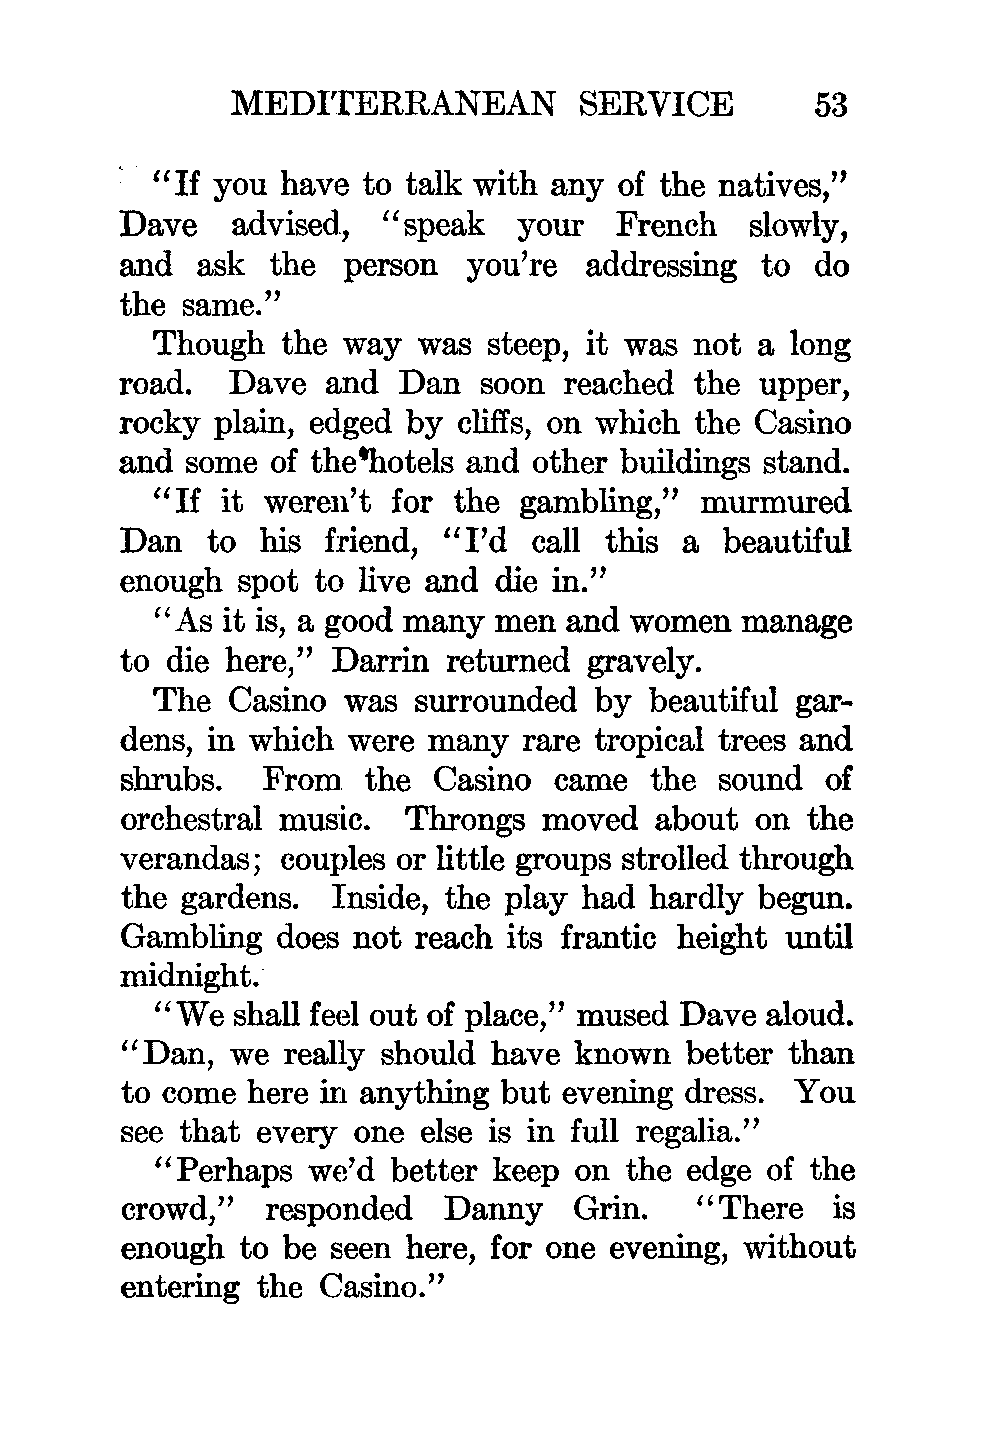 MEDITERRANEAN SERVICE 53
"If you have to talk with any of the natives,"
Dave advised, "speak your French slowly,
and ask the person you're addressing to do
the same."
Though the way was steep, it was not a long
road. Dave and Dan soon reached the upper,
rocky plain, edged by cliffs, on which the Casino
and some of the hotels and other buildings stand.
"If it weren't for the gambling," murmured
Dan to his friend, "I'd call this a beautiful
enough spot to live and die in."
"As it is, a good many men and women manage
to die here," Darrin returned gravely.
The Casino was surrounded by beautiful gar-
dens, in which were many rare tropical trees and
shrubs. From the Casino came the sound of
orchestral music. Throngs moved about on the
verandas; couples or little groups strolled through
the gardens. Inside, the play had hardly begun.
Gambling does not reach its frantic height until
midnight.
"We shall feel out of place," mused Dave aloud.
"Dan, we really should have known better than
to come here in anything but evening dress. You
see that every one else is in full regalia."
"Perhaps we'd better keep on the edge of the
crowd," responded Danny Grin. "There is
enough to be seen here, for one evening, without
entering the Casino."